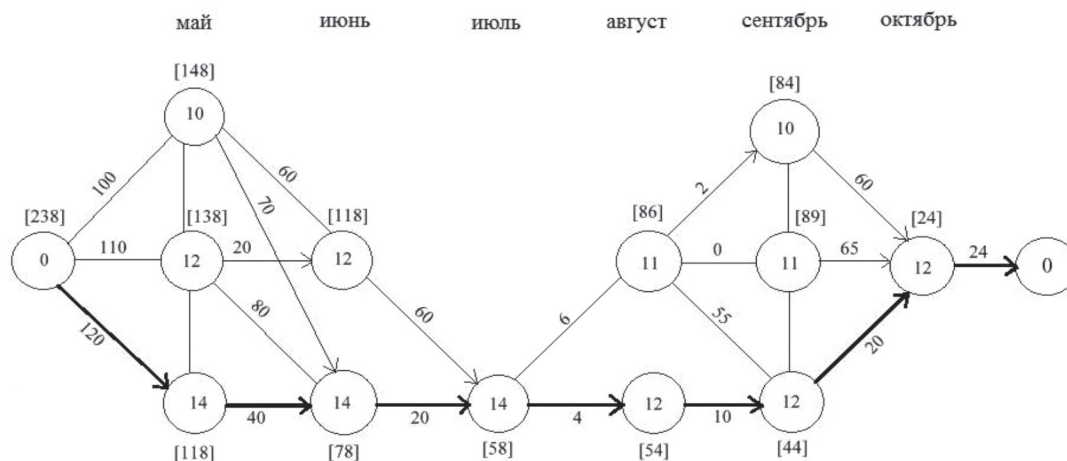 май июнь июль август сентябрь октябрь
[148] [84]
10 10
100 60 2 60
70
[238] [138] [118] [86] [89] [24]
0 110 12 20 12 11 0 11 65 12 24 0
120 80 60 6 55 20
14 40 14 20 14 4 12 10 12
[118] [78] [58] [54] [44]